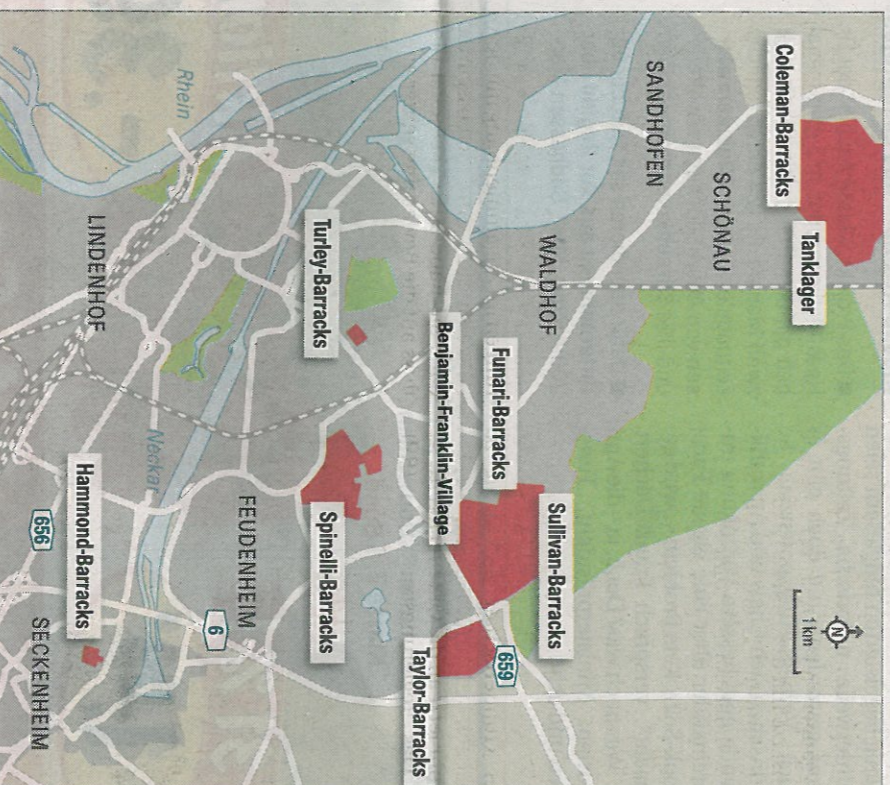 Coleman-Barracks
Tanklager
SANDHOFEN
SCHÖNAU
N
1 km
WALDHOF
Funari-Barracks
Sullivan-Barracks
Benjamin-Franklin-Village
659
Taylor-Barracks
Turley-Barracks
Spinelli-Barracks
FEUDENHEIM
6
Rhein
Neckar
LINDENHOF
Hammond-Barracks
656
SECKENHEIM